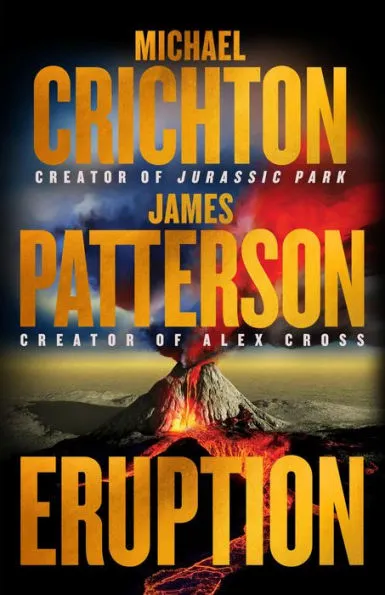 MICHAEL
CRICHTON
CREATOR OF JURASSIC PARK
JAMES
PATTERSON
CREATOR OF ALEX CROSS
ERUPTION